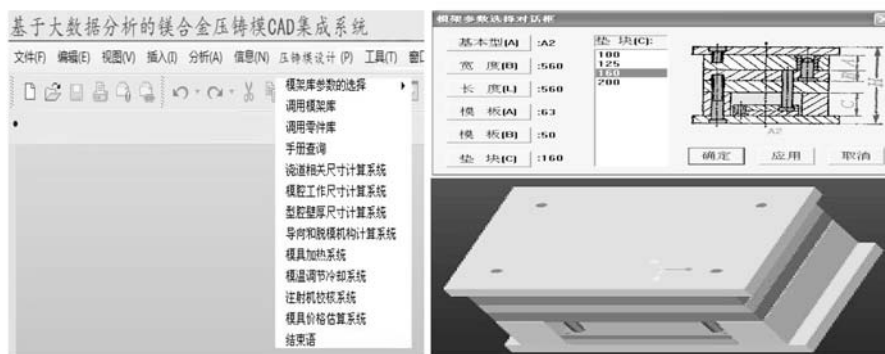 基于大数据分析的镁合金压铸模CAD集成系统
文件(F) 编辑(E) 视图(V) 插入(I) 分析(A) 信息(N) 压铸模设计(P) 工具(T) 窗口
模架库参数的选择
调用模架库
调用零件库
手册查询
浇道相关尺寸计算系统
模腔工作尺寸计算系统
型腔壁厚尺寸计算系统
导向和脱模机构计算系统
模具加热系统
模温调节冷却系统
注射机校核系统
模具价格估算系统
结束语
模架参数选择对话框
基本型(A) :A2
宽 度(B) :560
长 度(L) :560
模 板(A) :63
模 板(B) :50
垫 块(C) :160
垫 块(C):
100
125
160
200
A
B
C
H
A2
确定 应用 取消